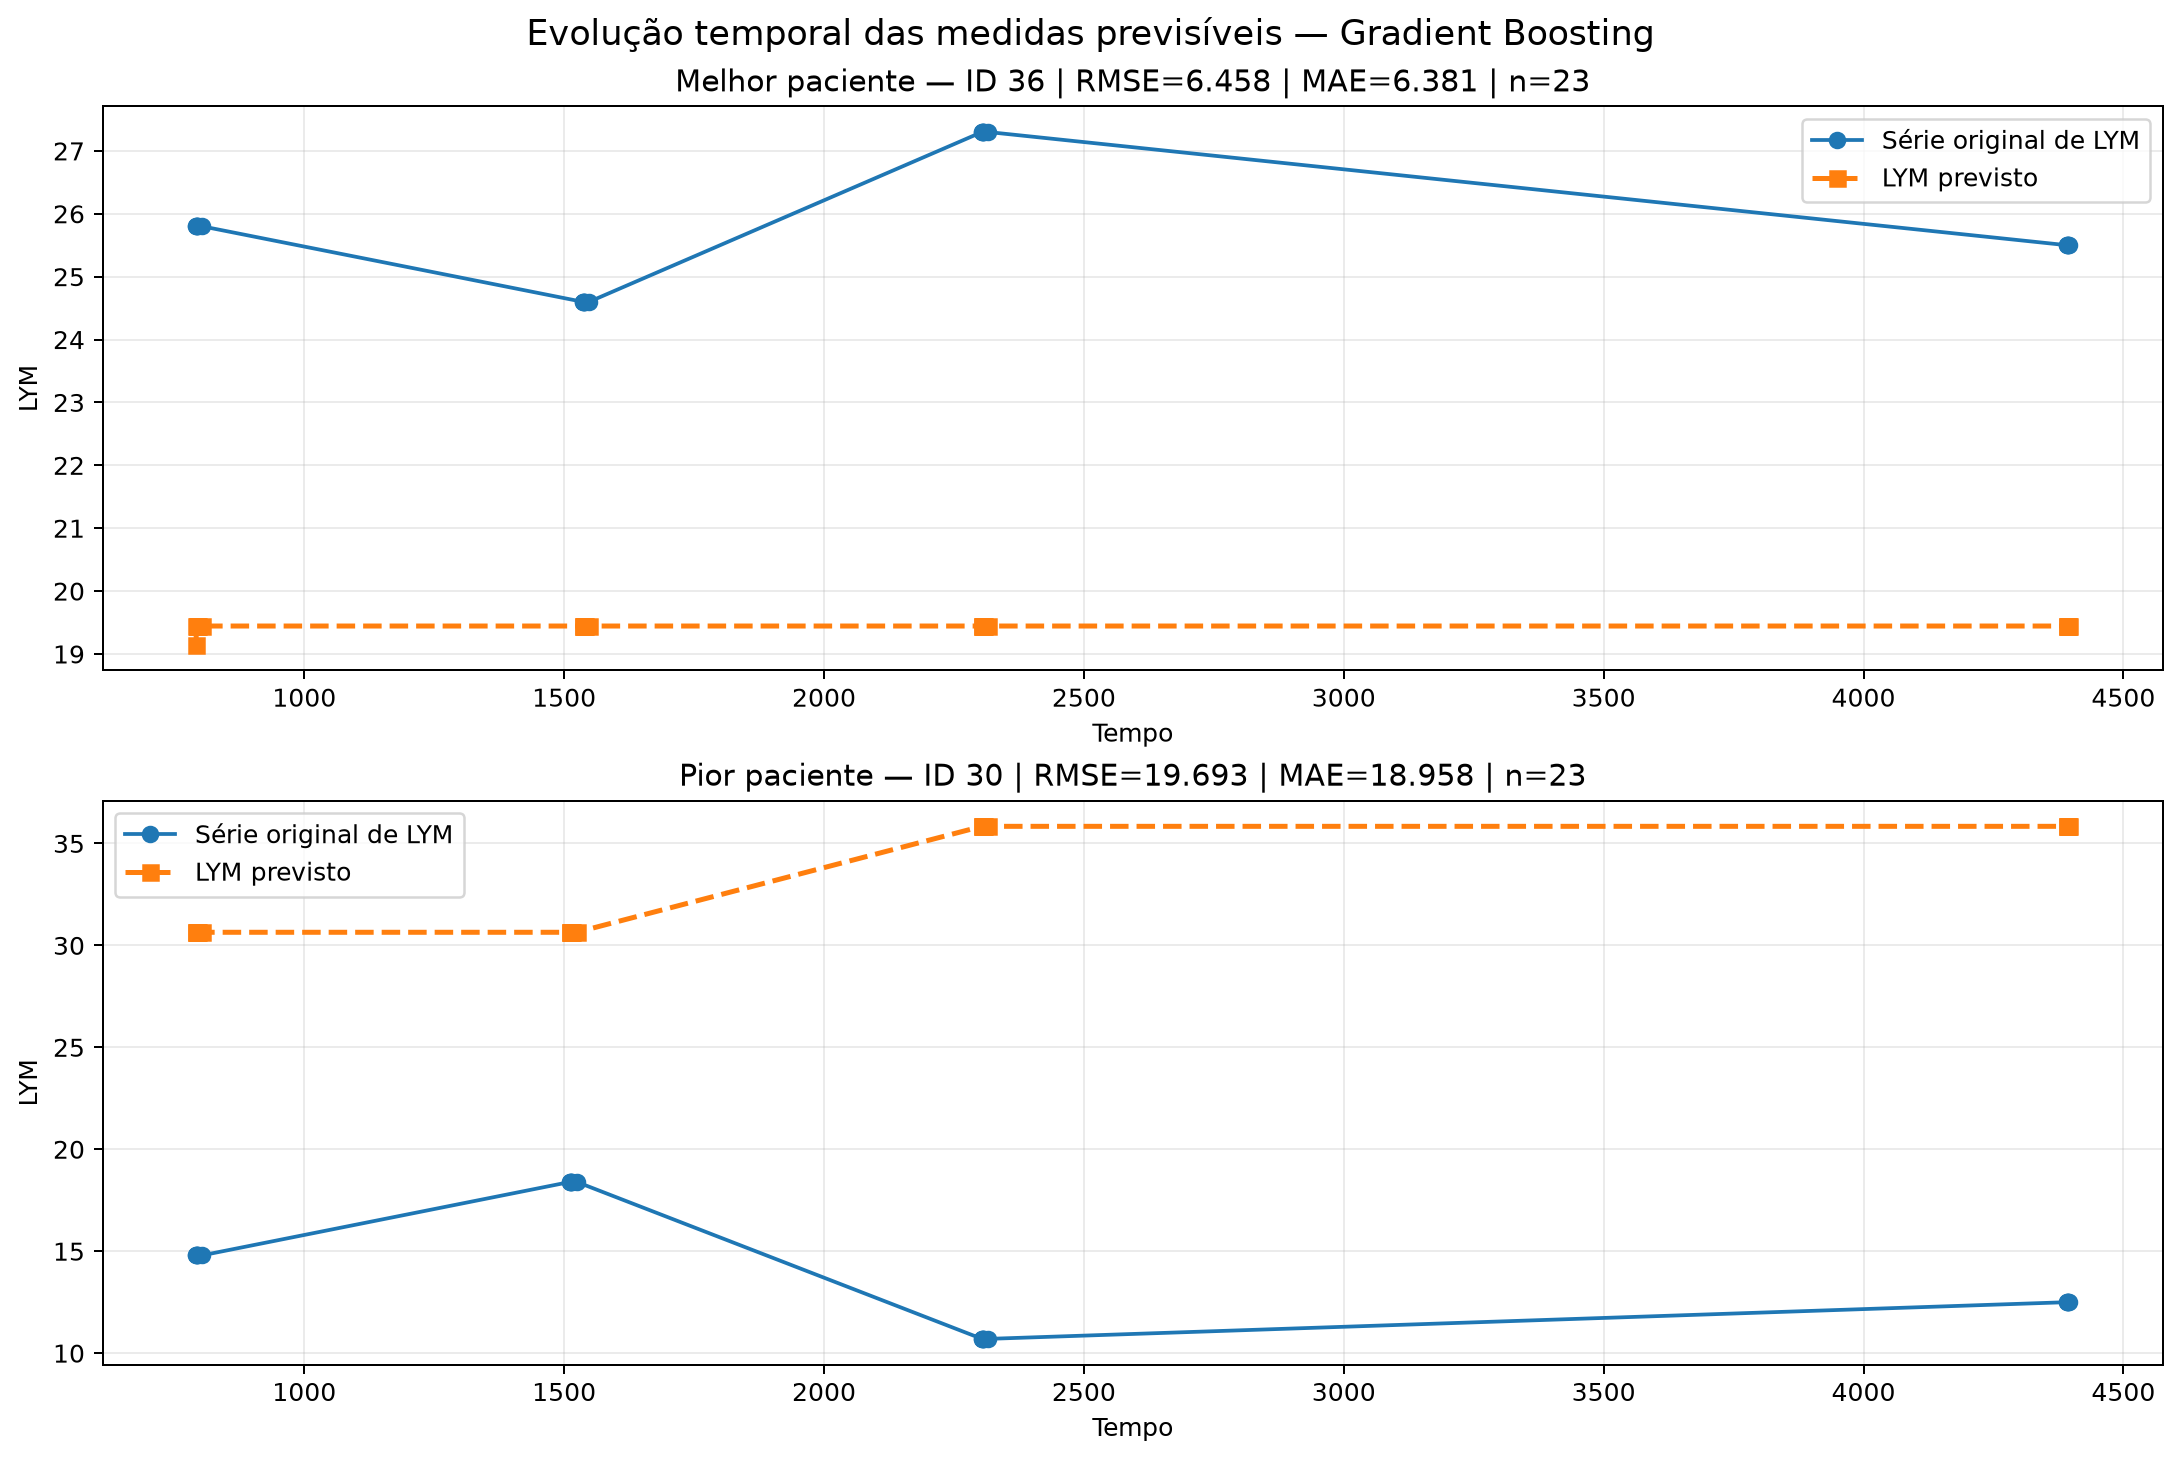 Evolução temporal das medidas previsíveis — Gradient Boosting
Melhor paciente — ID 36 | RMSE=6.458 | MAE=6.381 | n=23
Série original de LYM
LYM previsto
27
26
25
24
23
22
21
20
19
LYM
1000 1500 2000 2500 3000 3500 4000 4500
Tempo
Pior paciente — ID 30 | RMSE=19.693 | MAE=18.958 | n=23
Série original de LYM
LYM previsto
35
30
25
20
15
10
LYM
1000 1500 2000 2500 3000 3500 4000 4500
Tempo